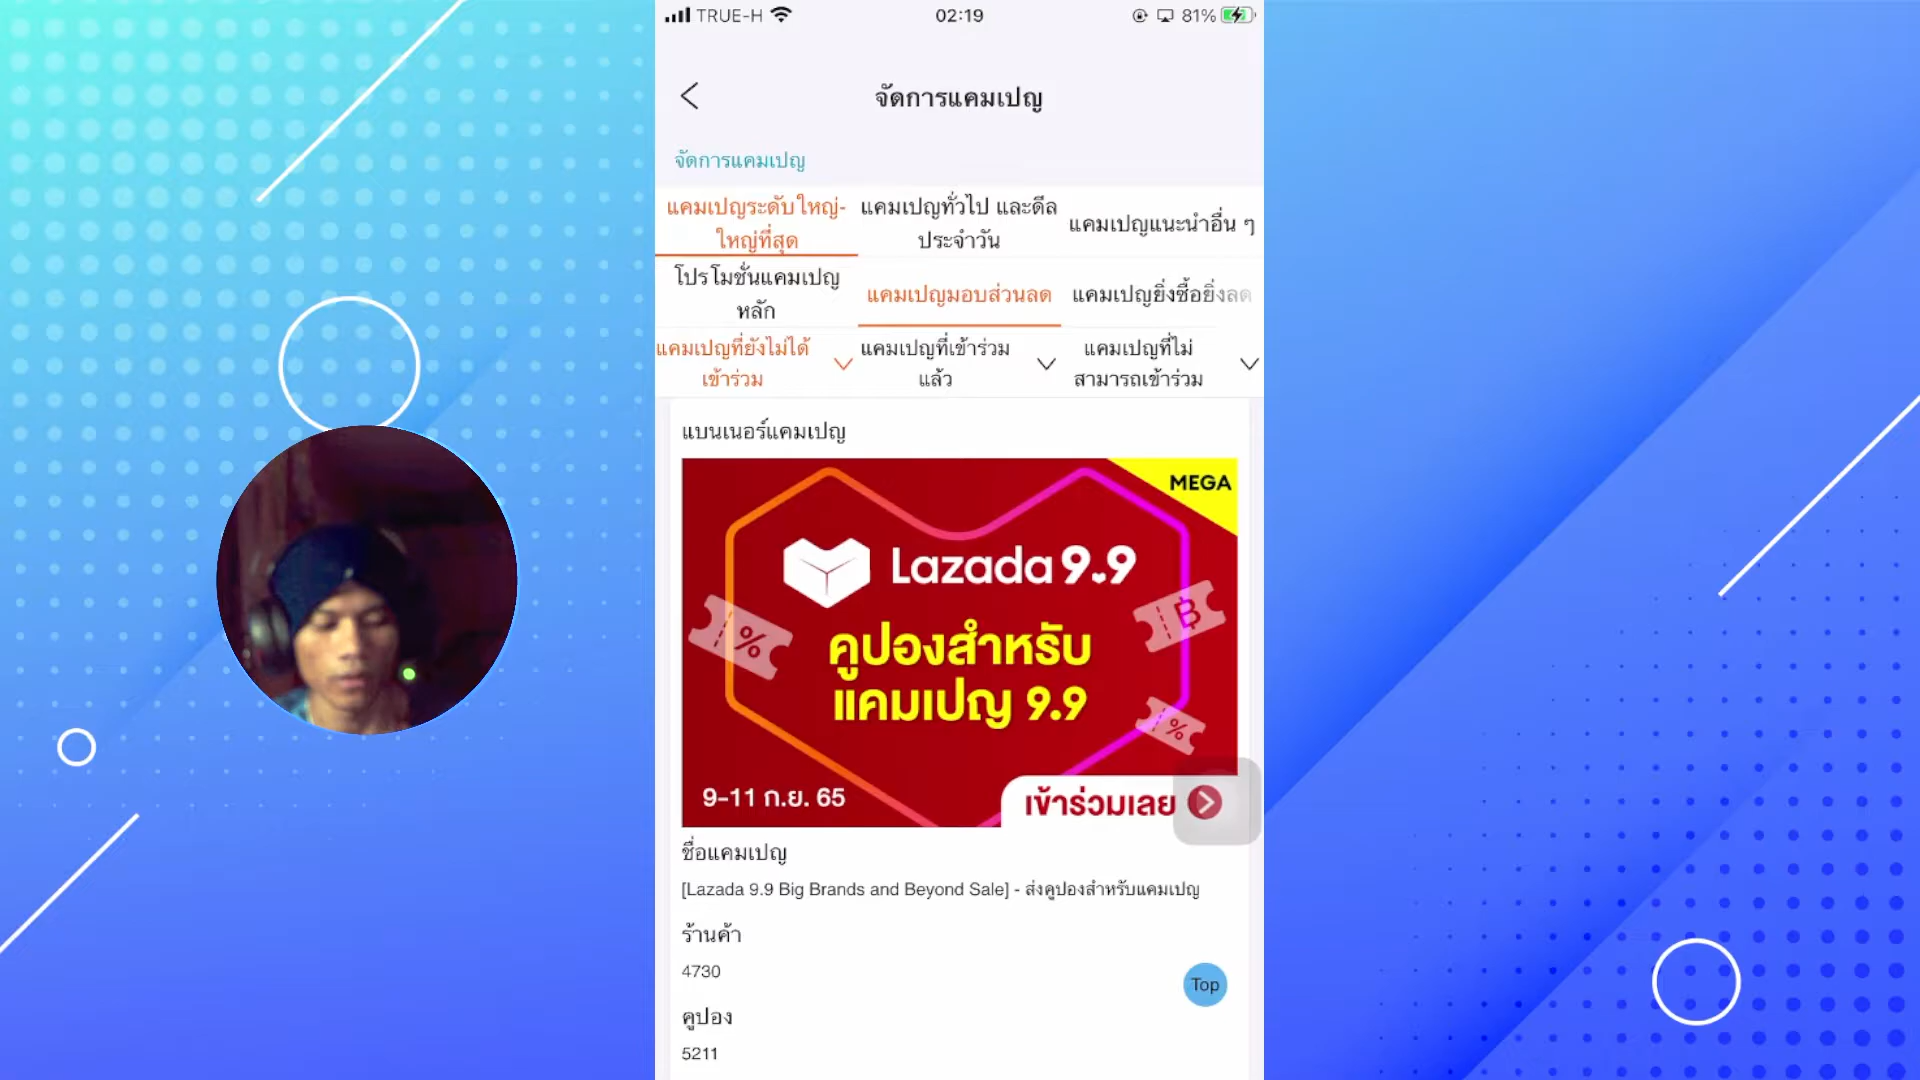 TRUE-H
02:19
81%
จัดการแคมเปญ
จัดการแคมเปญ
แคมเปญระดับใหญ่-
ใหญ่ที่สุด
แคมเปญทั่วไป และดีล
ประจำวัน
แคมเปญแนะนำอื่น ๆ
โปรโมชั่นแคมเปญ
หลัก
แคมเปญมอบส่วนลด
แคมเปญยิ่งซื้อยิ่งลด
แคมเปญที่ยังไม่ได้
เข้าร่วม
แคมเปญที่เข้าร่วม
แล้ว
แคมเปญที่ไม่
สามารถเข้าร่วม
แบนเนอร์แคมเปญ
MEGA
Lazada 9.9
% ฿
คูปองสำหรับ
แคมเปญ 9.9
%
9-11 ก.ย. 65
เข้าร่วมเลย
ชื่อแคมเปญ
[Lazada 9.9 Big Brands and Beyond Sale] - ส่งคูปองสำหรับแคมเปญ
ร้านค้า
4730
Top
คูปอง
5211